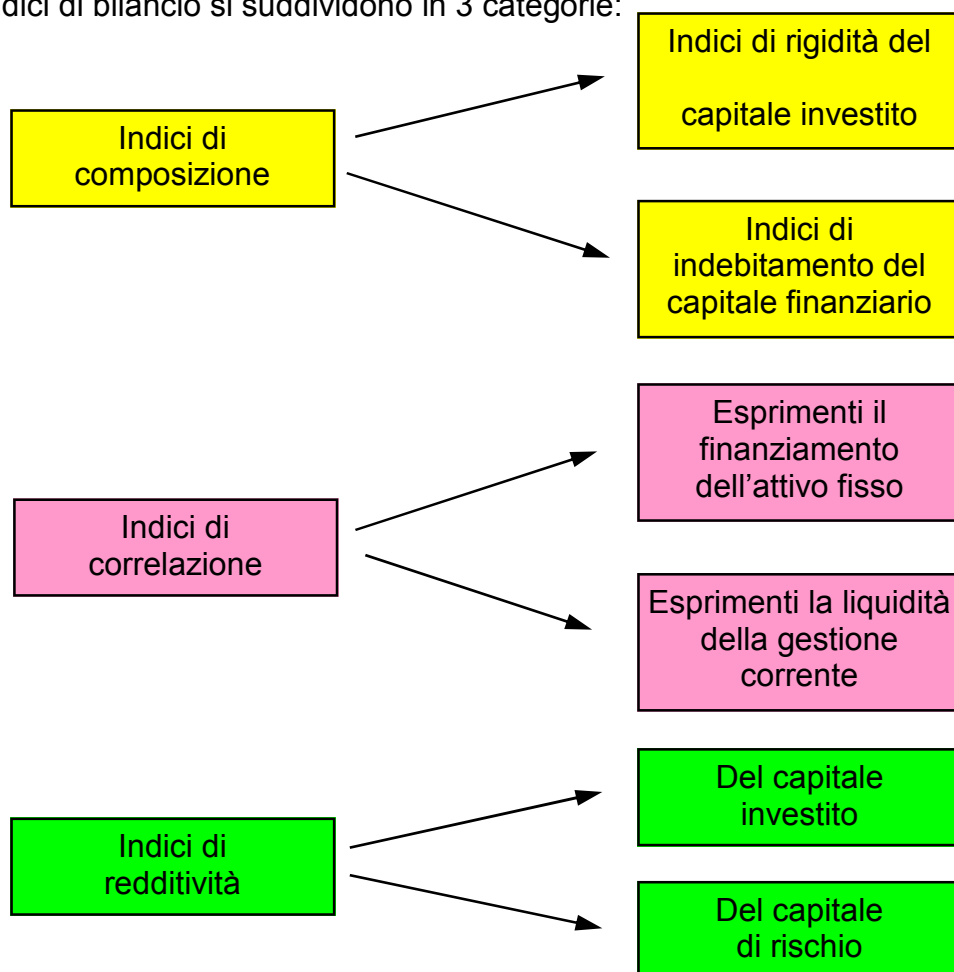 dici di bilancio si suddividono in 3 categorie:
Indici di rigidità del
capitale investito
Indici di
composizione
Indici di
indebitamento del
capitale finanziario
Esprimenti il
finanziamento
dell’attivo fisso
Indici di
correlazione
Esprimenti la liquidità
della gestione
corrente
Del capitale
investito
Indici di
redditività
Del capitale
di rischio